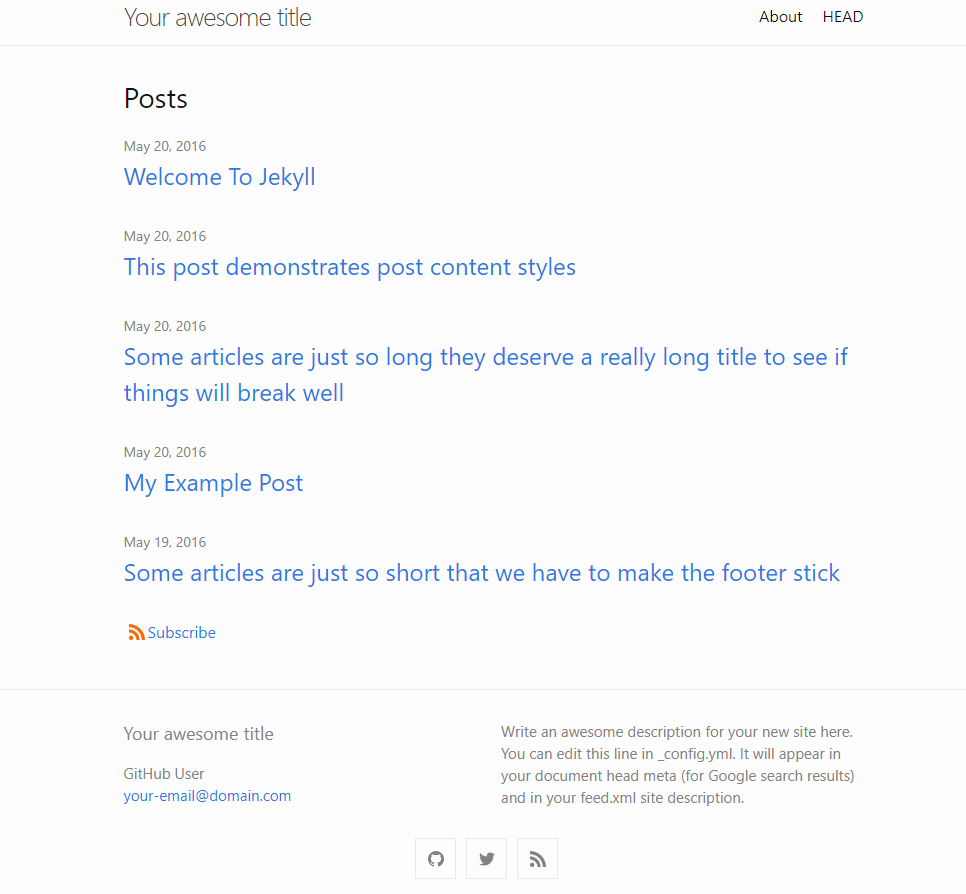 Your awesome title
About HEAD
Posts
May 20, 2016
Welcome To Jekyll
May 20, 2016
This post demonstrates post content styles
May 20, 2016
Some articles are just so long they deserve a really long title to see if
things will break well
May 20, 2016
My Example Post
May 19, 2016
Some articles are just so short that we have to make the footer stick
Subscribe
Your awesome title
GitHub User
your-email@domain.com
Write an awesome description for your new site here.
You can edit this line in _config.yml. It will appear in
your document head meta (for Google search results)
and in your feed.xml site description.